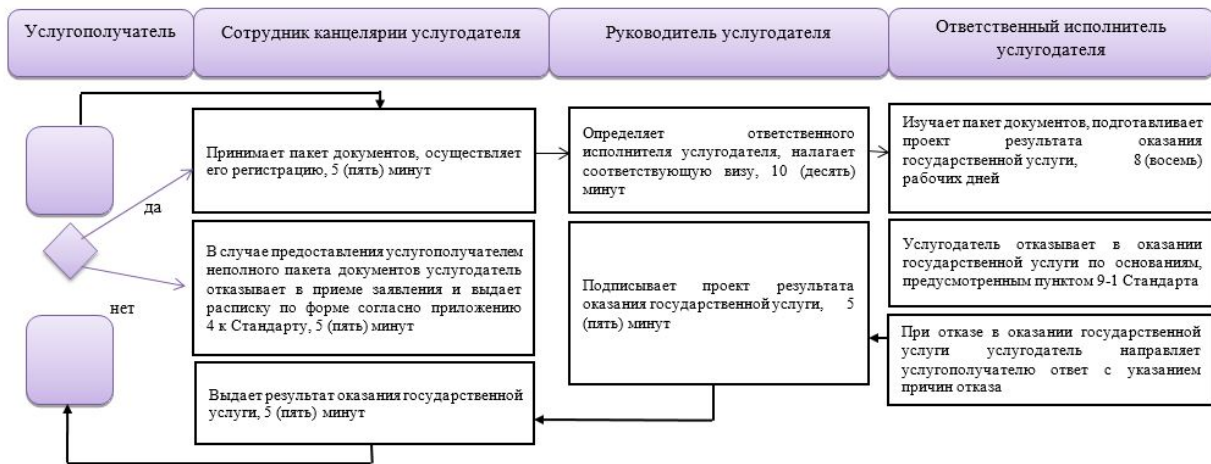 Услугополучатель
Сотрудник канцелярии услугодателя
Руководитель услугодателя
Ответственный исполнитель
услугодателя
Принимает пакет документов, осуществляет
его регистрацию, 5 (пять) минут
Определяет ответственного
исполнителя услугодателя, налагает
соответствующую визу, 10 (десять)
минут
Изучает пакет документов, подготавливает
проект результата оказания
государственной услуги, 8 (восемь)
рабочих дней
да
нет
В случае предоставления услугополучателем
неполного пакета документов услугодатель
отказывает в приеме заявления и выдает
расписку по форме согласно приложению
4 к Стандарту, 5 (пять) минут
Подписывает проект результата
оказания государственной услуги, 5
(пять) минут
Услугодатель отказывает в оказании
государственной услуги по основаниям,
предусмотренным пунктом 9-1 Стандарта
При отказе в оказании государственной
услуги услугодатель направляет
услугополучателю ответ с указанием
причин отказа
Выдает результат оказания государственной
услуги, 5 (пять) минут